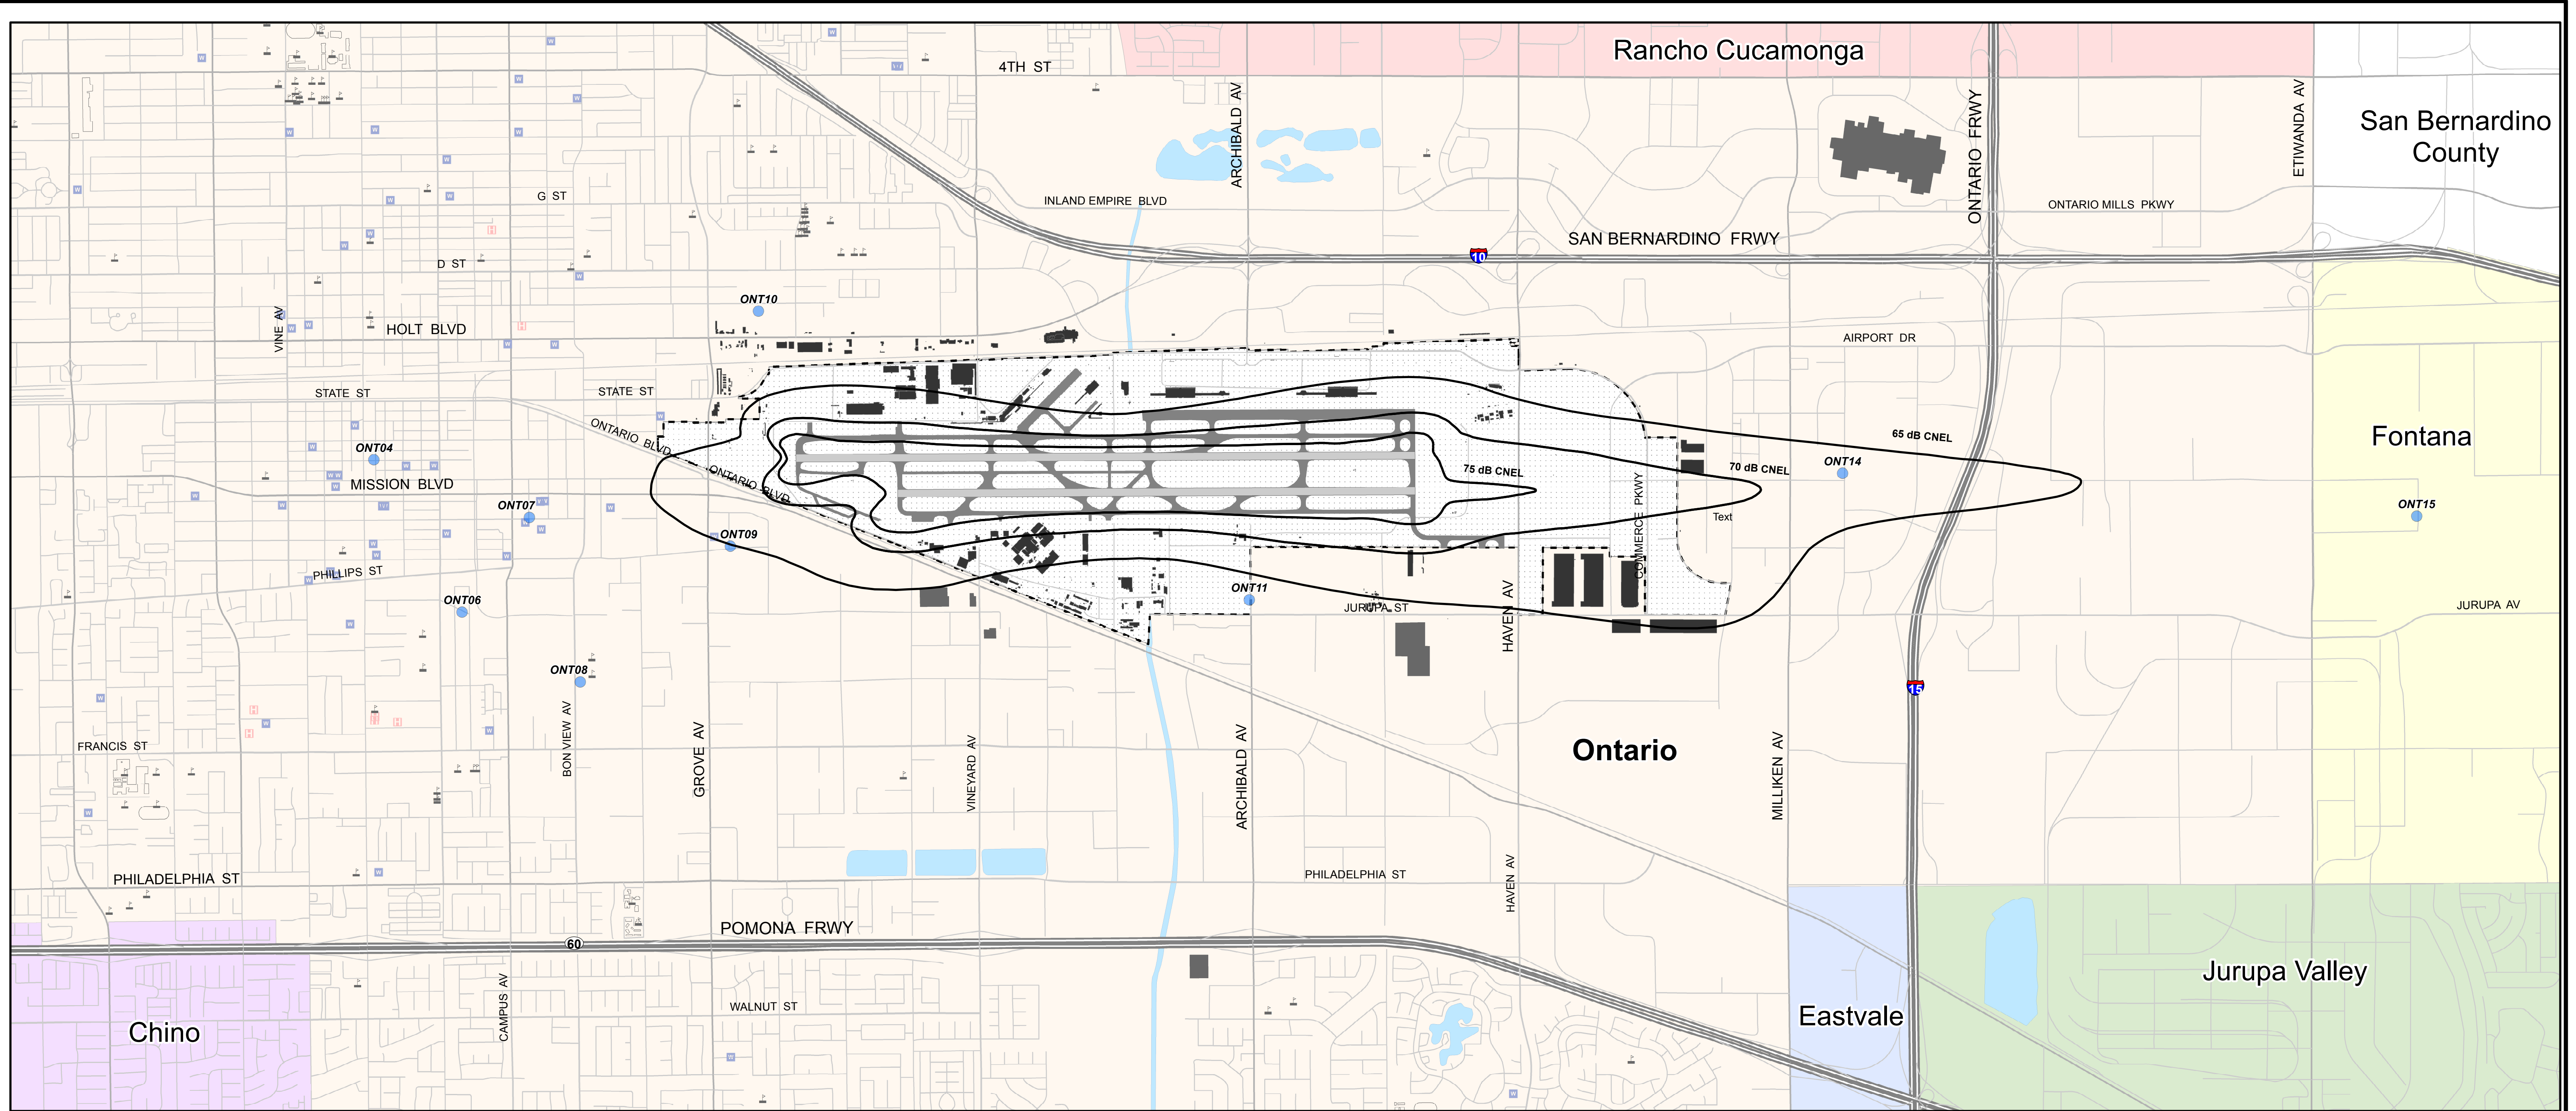 Rancho Cucamonga
4TH ST
ARCHIBALD AV
ONTARIO FRWY
ETIWANDA AV
San Bernardino
County
G ST
INLAND EMPIRE BLVD
ONTARIO MILLS PKWY
SAN BERNARDINO FRWY
10
D ST
ONT10
VINE AV
HOLT BLVD
AIRPORT DR
STATE ST
STATE ST
ONTARIO BLVD
65 dB CNEL
Fontana
ONT04
ONTARIO BLVD
75 dB CNEL
70 dB CNEL
ONT14
MISSION BLVD
COMMERCE PKWY
ONT07
Text
ONT15
ONT09
PHILLIPS ST
ONT06
ONT11
JURUPA ST
HAVEN AV
JURUPA AV
ONT08
15
BON VIEW AV
GROVE AV
VINEYARD AV
ARCHIBALD AV
Ontario
MILLIKEN AV
FRANCIS ST
PHILADELPHIA ST
PHILADELPHIA ST
HAVEN AV
POMONA FRWY
60
Jurupa Valley
CAMPUS AV
WALNUT ST
Eastvale
Chino